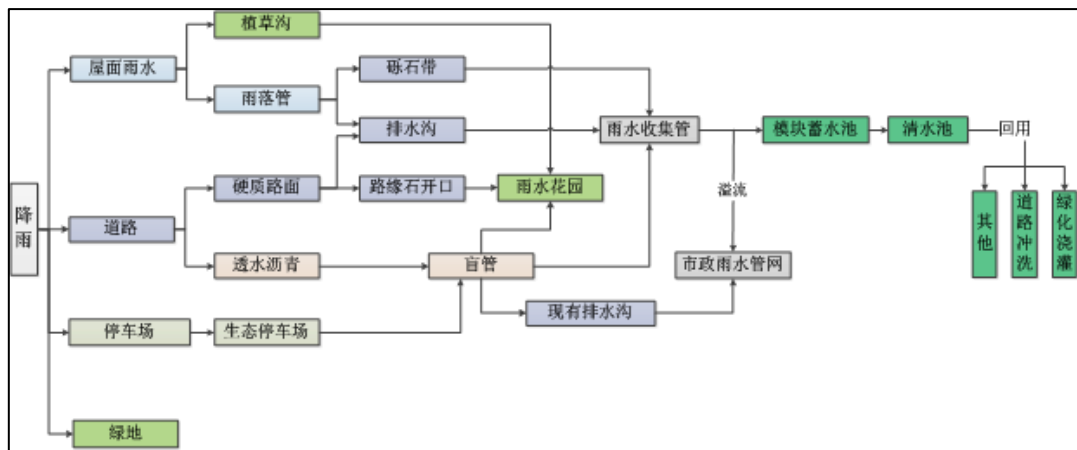 降雨
屋面雨水
植草沟
雨落管
砾石带
排水沟
道路
硬质路面
路缘石开口
雨水花园
透水沥青
盲管
现有排水沟
停车场
生态停车场
绿地
雨水收集管
溢流
市政雨水管网
模块蓄水池
清水池
回用
其他
道路冲洗
绿化浇灌